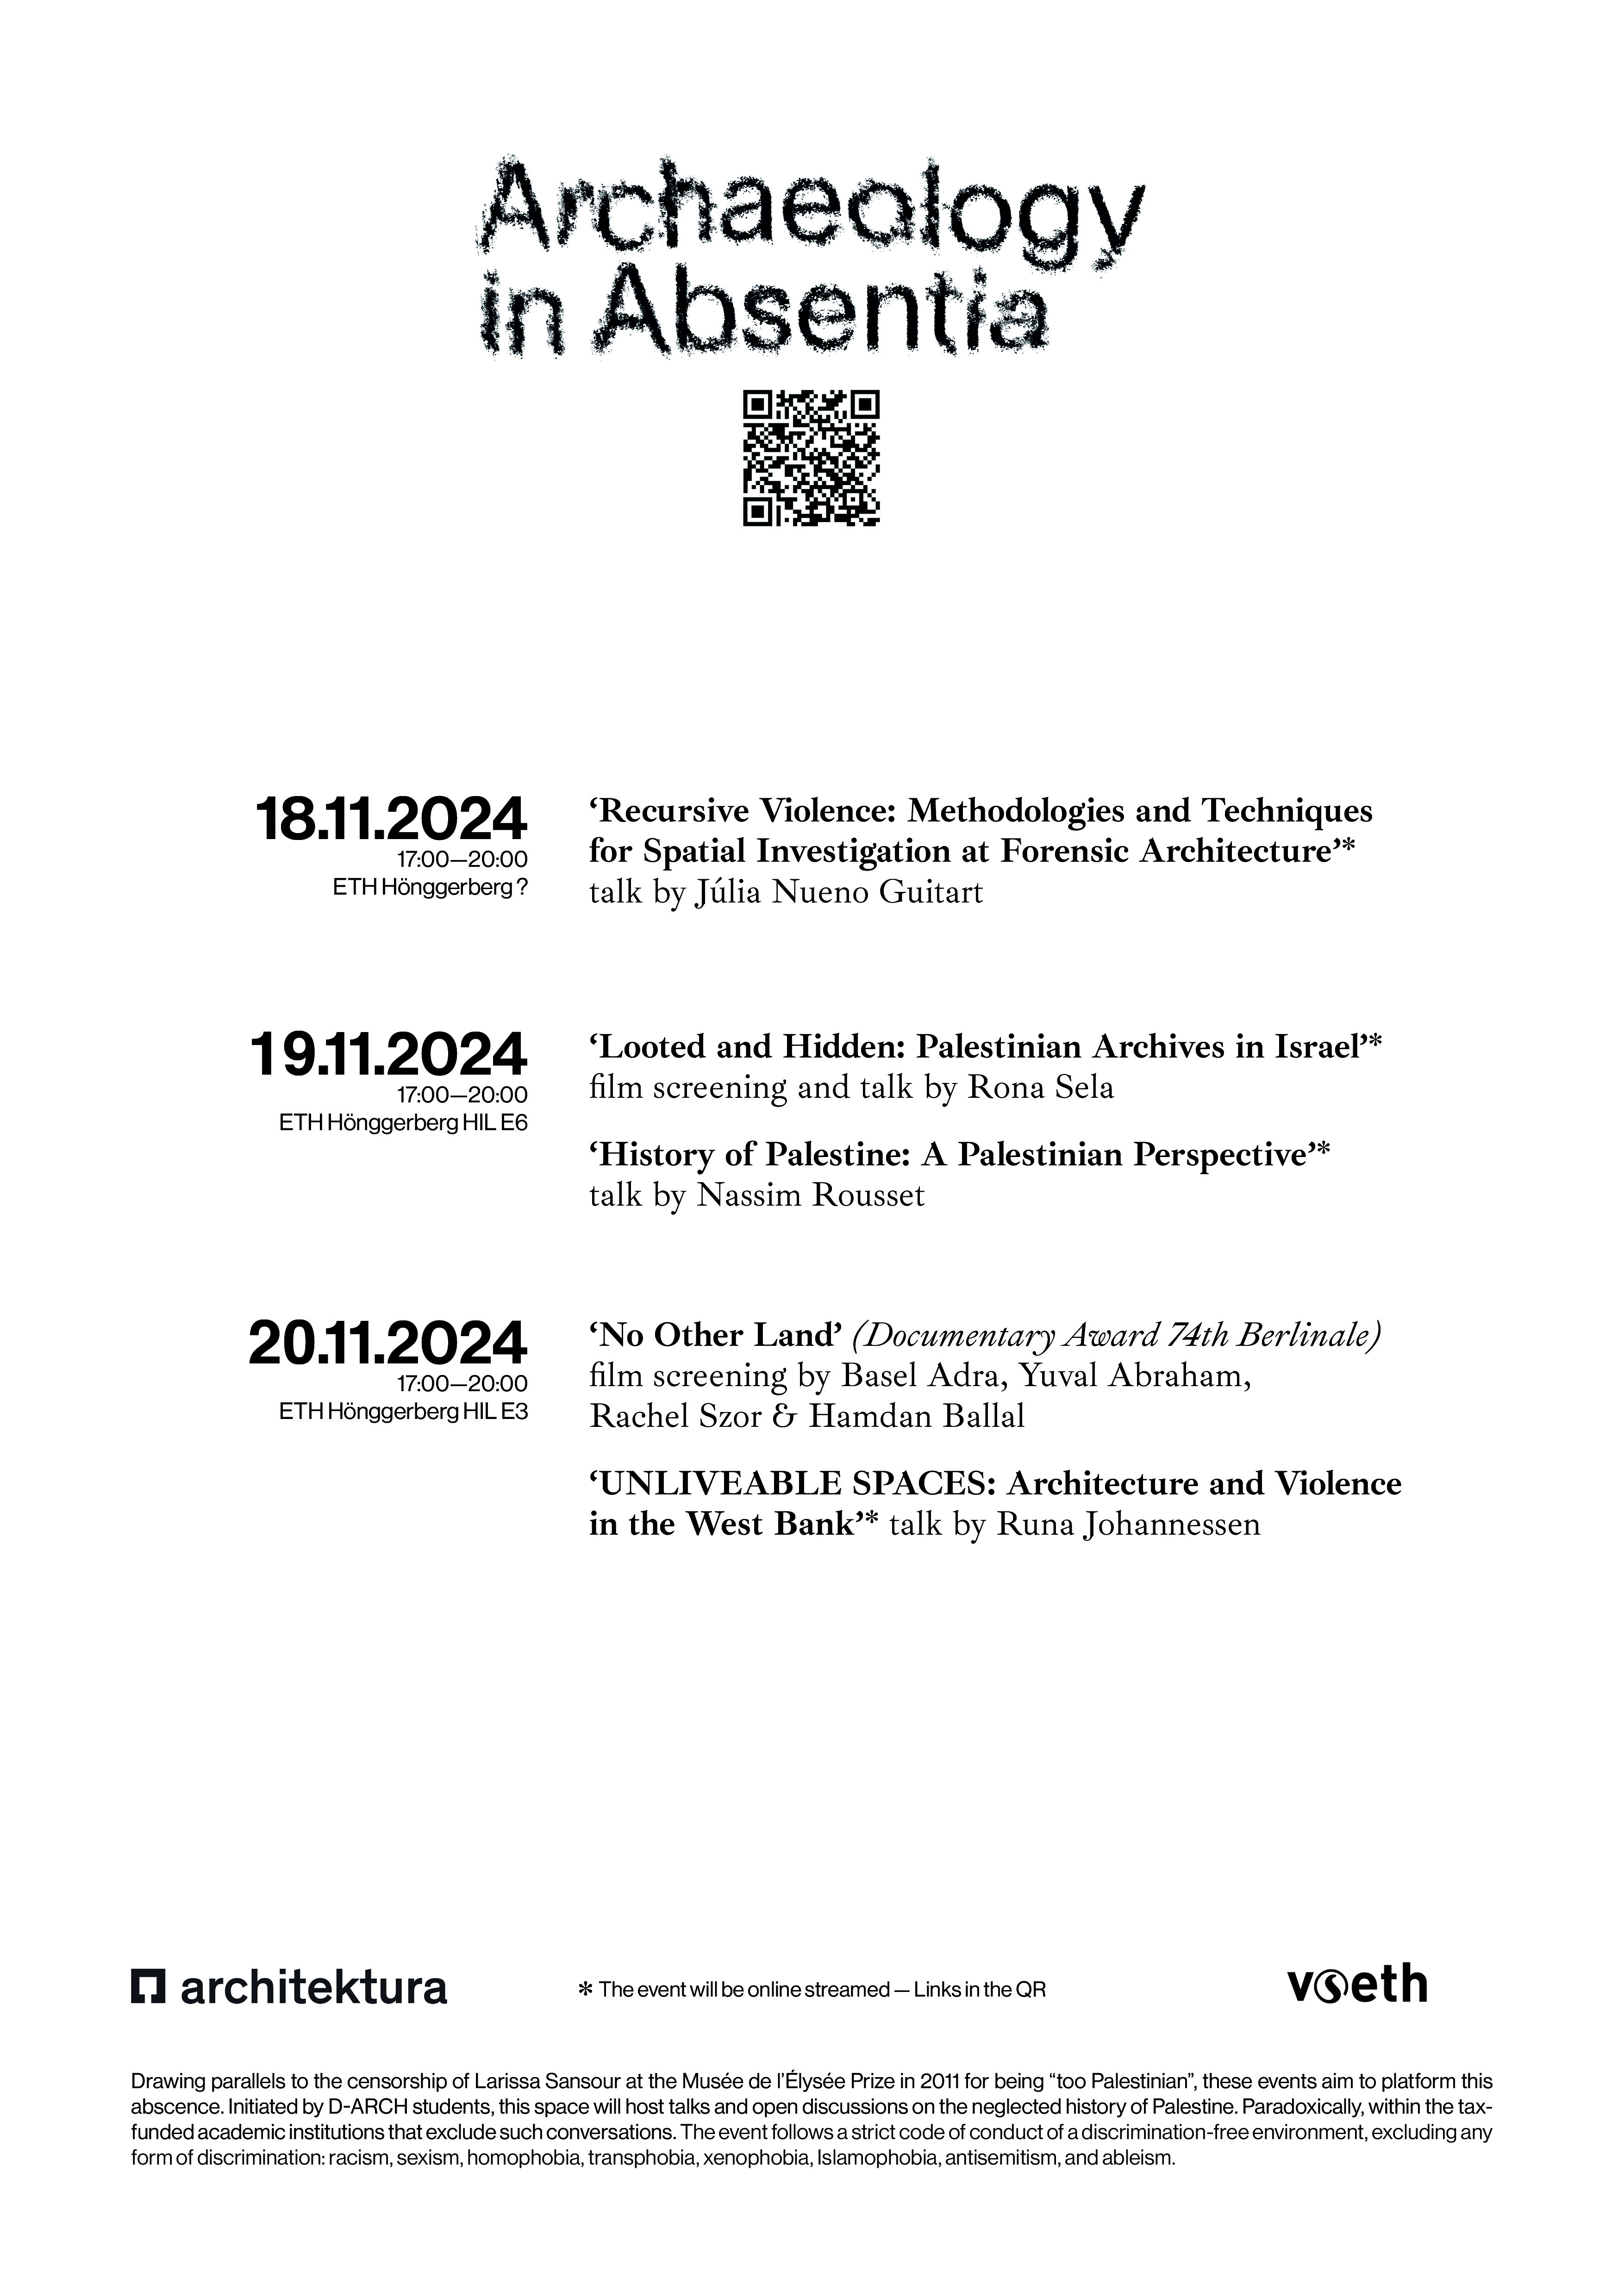 Archaeology
in Absentia
18.11.2024
17:00—20:00
ETH Hönggerberg ?
‘Recursive Violence: Methodologies and Techniques
for Spatial Investigation at Forensic Architecture’*
talk by Júlia Nueno Guitart
19.11.2024
17:00—20:00
ETH Hönggerberg HIL E6
‘Looted and Hidden: Palestinian Archives in Israel’*
film screening and talk by Rona Sela
‘History of Palestine: A Palestinian Perspective’*
talk by Nassim Rousset
20.11.2024
17:00—20:00
ETH Hönggerberg HIL E3
‘No Other Land’ (Documentary Award 74th Berlinale)
film screening by Basel Adra, Yuval Abraham,
Rachel Szor & Hamdan Ballal
‘UNLIVEABLE SPACES: Architecture and Violence
in the West Bank’* talk by Runa Johannessen
architektura
* The event will be online streamed — Links in the QR
vseth
Drawing parallels to the censorship of Larissa Sansour at the Musée de l’Élysée Prize in 2011 for being “too Palestinian”, these events aim to platform this
abscence. Initiated by D-ARCH students, this space will host talks and open discussions on the neglected history of Palestine. Paradoxically, within the tax-
funded academic institutions that exclude such conversations. The event follows a strict code of conduct of a discrimination-free environment, excluding any
form of discrimination: racism, sexism, homophobia, transphobia, xenophobia, Islamophobia, antisemitism, and ableism.